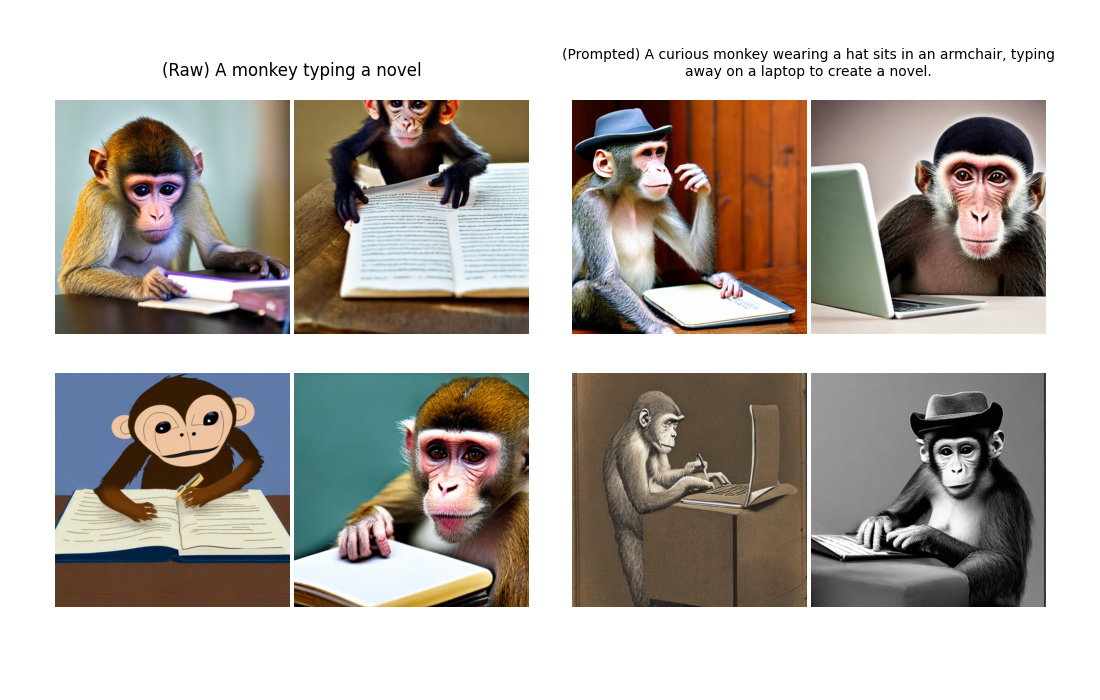 (Raw) A monkey typing a novel
(Prompted) A curious monkey wearing a hat sits in an armchair, typing
away on a laptop to create a novel.